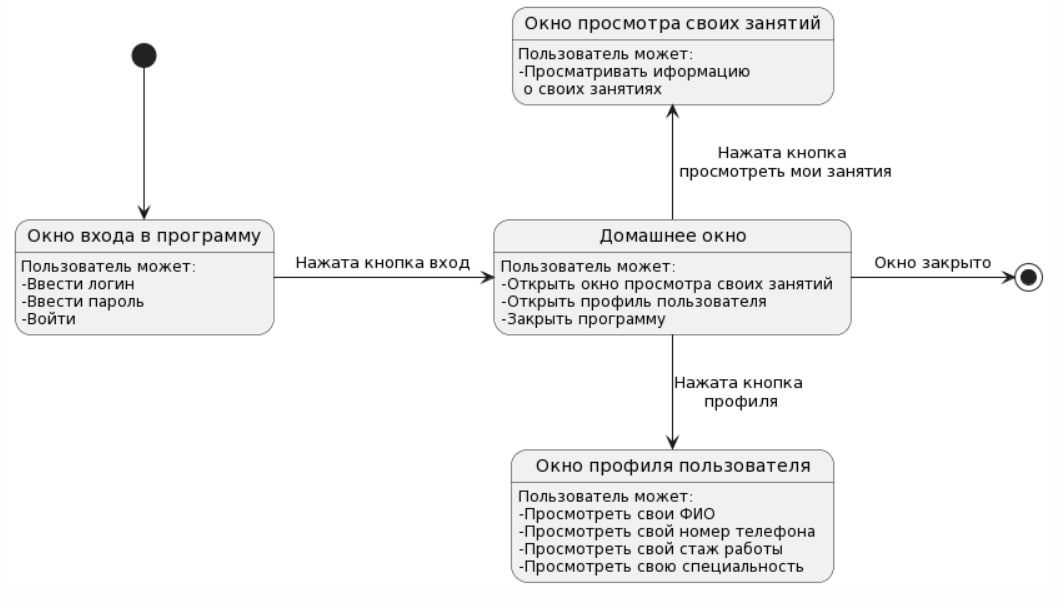 Окно просмотра своих занятий
Пользователь может:
-Просматривать иформацию
о своих занятиях
Нажата кнопка
просмотреть мои занятия
Окно входа в программу
Пользователь может:
-Ввести логин
-Ввести пароль
-Войти
Нажата кнопка вход
Домашнее окно
Пользователь может:
-Открыть окно просмотра своих занятий
-Открыть профиль пользователя
-Закрыть программу
Окно закрыто
Нажата кнопка
профиля
Окно профиля пользователя
Пользователь может:
-Просмотреть свои ФИО
-Просмотреть свой номер телефона
-Просмотреть свой стаж работы
-Просмотреть свою специальность